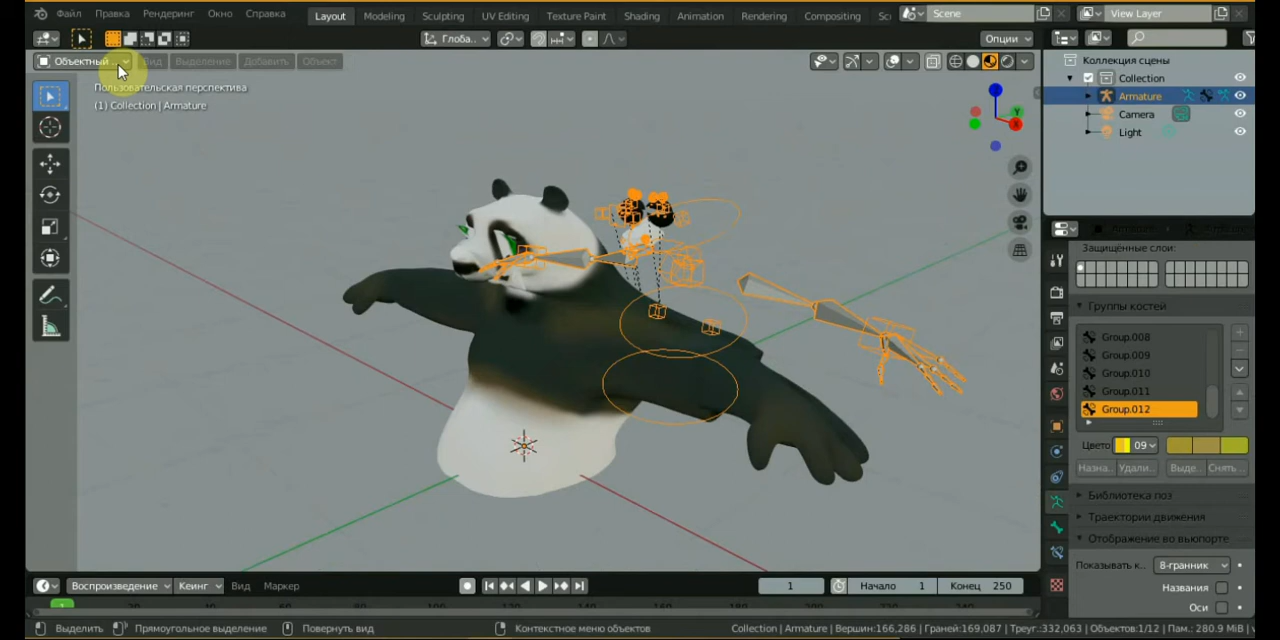 Файл Правка Рендеринг Окно Справка Layout Modeling Sculpting UV Editing Texture Paint Shading Animation Rendering Compositing Sc Scene View Layer
Глоба... Опции
Объектный ... Вид Выделение Добавить Объект
Пользовательская перспектива
(1) Collection | Armature
Z
Y
X
Коллекция сцены
Collection
Armature
Camera
Light
Защищённые слои:
Группы костей
Group.008
Group.009
Group.010
Group.011
Group.012
Цвето 09
Назна.. Удали.. Выде.. Снять...
Библиотека поз
Траектории движения
Отображение во вьюпорте
Показывать к... 8-гранник
Названия
Оси
Воспроизведение Кеинг Вид Маркер 1 Начало 1 Конец 250
1 20
Выделить Прямоугольное выделение Повернуть вид Контекстное меню объектов Collection | Armature | Вершин:166,286 | Граней:169,087 | Треуг.:332,063 | Объектов:1/12 | Пам.: 280.9 MiB | v